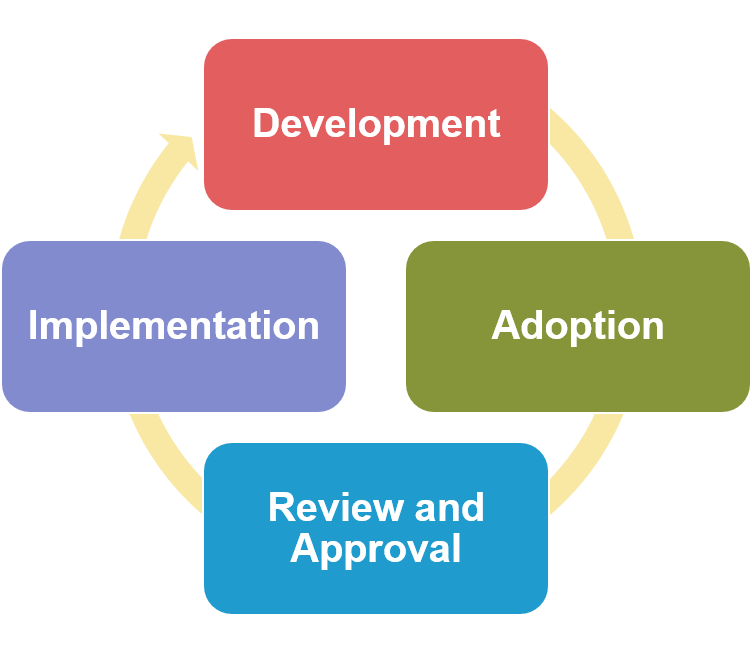 Development
Implementation
Adoption
Review and
Approval